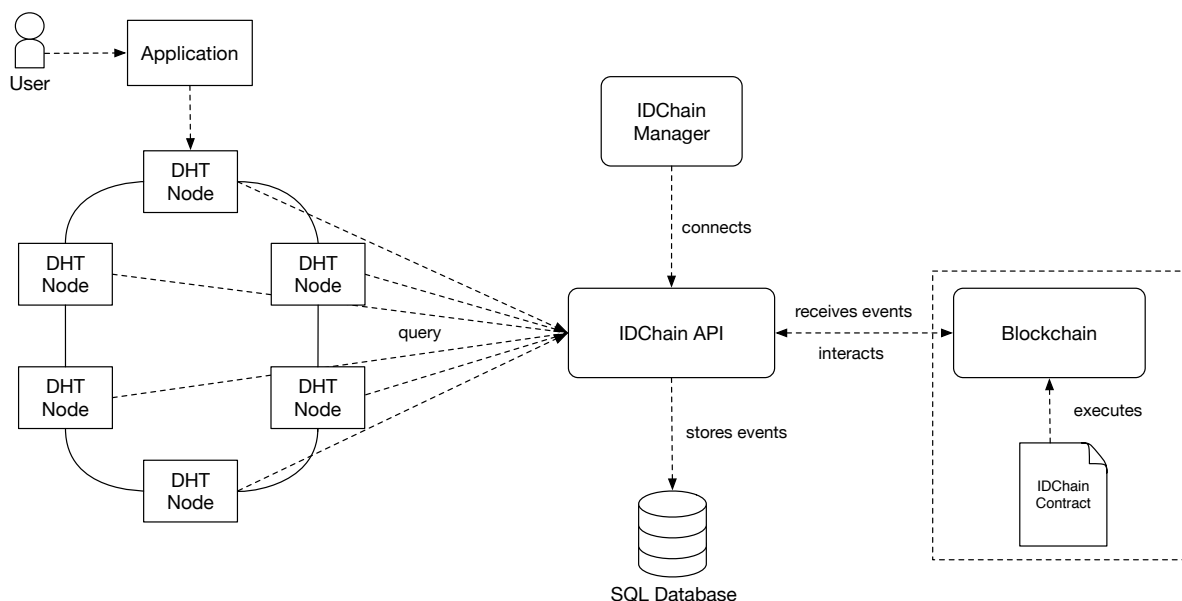 User
Application
DHT
Node
DHT
Node
DHT
Node
DHT
Node
DHT
Node
DHT
Node
query
IDChain
Manager
connects
IDChain API
stores events
SQL Database
receives events
interacts
Blockchain
executes
IDChain
Contract